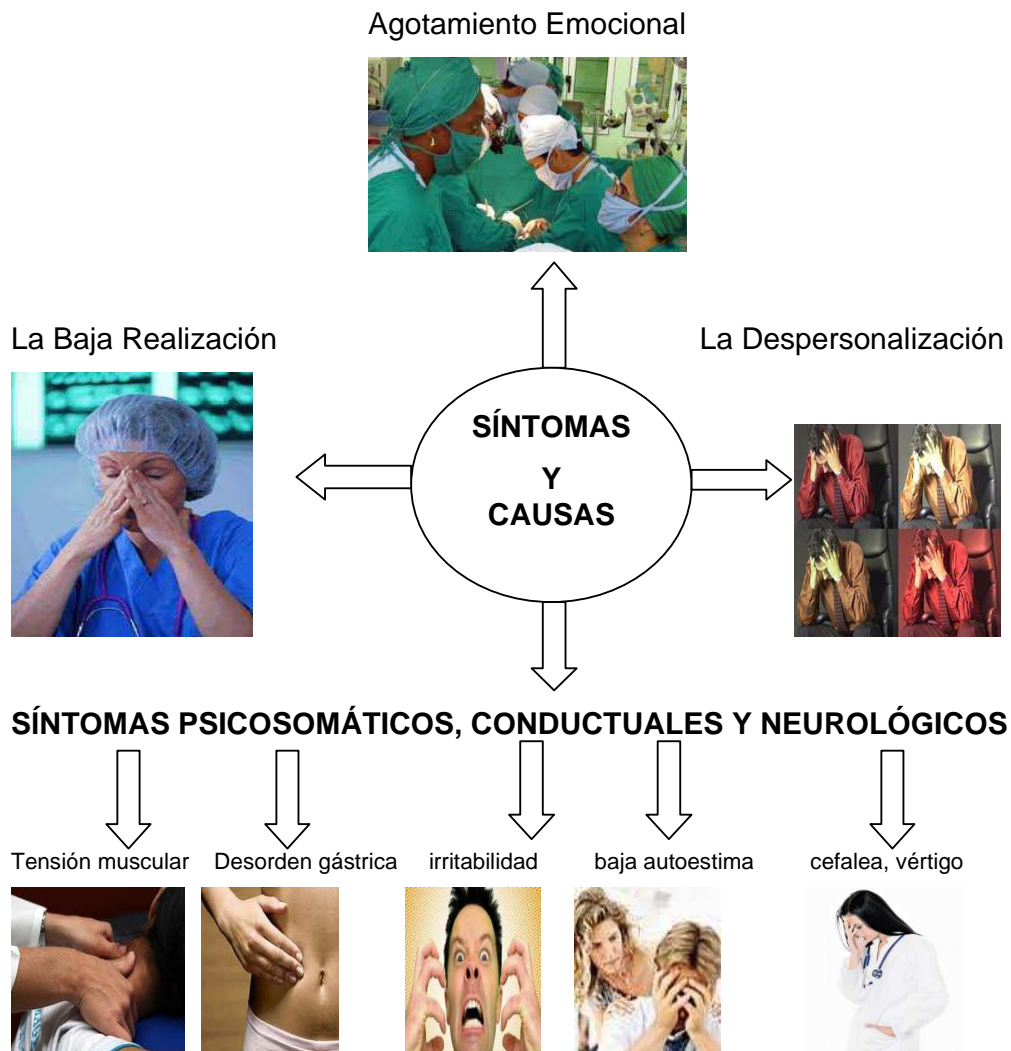 Agotamiento Emocional
La Baja Realización
La Despersonalización
SÍNTOMAS
Y
CAUSAS
SÍNTOMAS PSICOSOMÁTICOS, CONDUCTUALES Y NEUROLÓGICOS
Tensión muscular
Desorden gástrica
irritabilidad
baja autoestima
cefalea, vértigo